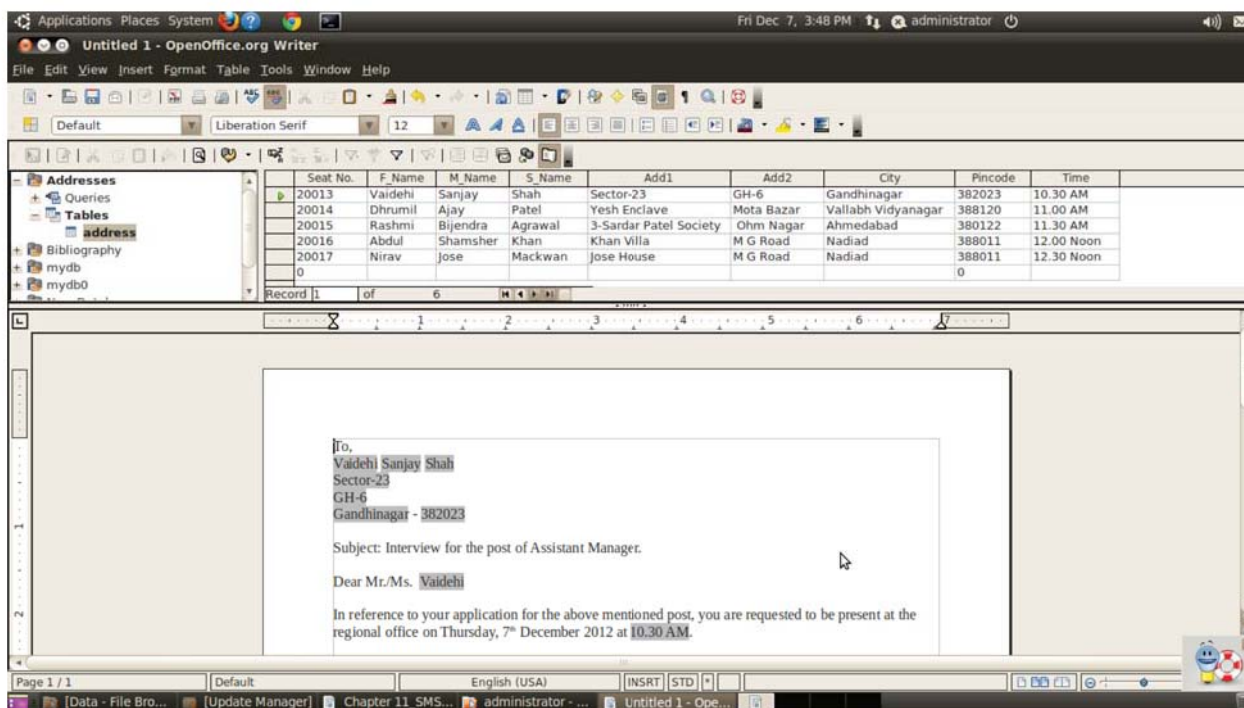 Applications Places System Fri Dec 7, 3:48 PM administrator
Untitled 1 - OpenOffice.org Writer
File Edit View Insert Format Table Tools Window Help
Default Liberation Serif 12
Seat No. F_Name M_Name S_Name Add1 Add2 City Pincode Time
20013 Vaidehi Sanjay Shah Sector-23 GH-6 Gandhinagar 382023 10.30 AM
20014 Dhrumil Ajay Patel Yesh Enclave Mota Bazar Vallabh Vidyanagar 388120 11.00 AM
20015 Rashmi Bijendra Agrawal 3-Sardar Patel Society Ohm Nagar Ahmedabad 380122 11.30 AM
20016 Abdul Shamsher Khan Khan Villa M G Road Nadiad 388011 12.00 Noon
20017 Nirav Jose Mackwan Jose House M G Road Nadiad 388011 12.30 Noon
0 0
Record 1 of 6
Addresses
Queries
Tables
address
Bibliography
mydb
mydb0
1 2 3 4 5 6 7
To,
Vaidehi Sanjay Shah
Sector-23
GH-6
Gandhinagar - 382023
Subject: Interview for the post of Assistant Manager.
Dear Mr./Ms. Vaidehi
In reference to your application for the above mentioned post, you are requested to be present at the
regional office on Thursday, 7th December 2012 at 10.30 AM.
1
2
Page 1 / 1 Default English (USA) INSRT STD *
[Data - File Bro... [Update Manager] Chapter 11 SMS... administrator - ... Untitled 1 - Ope...